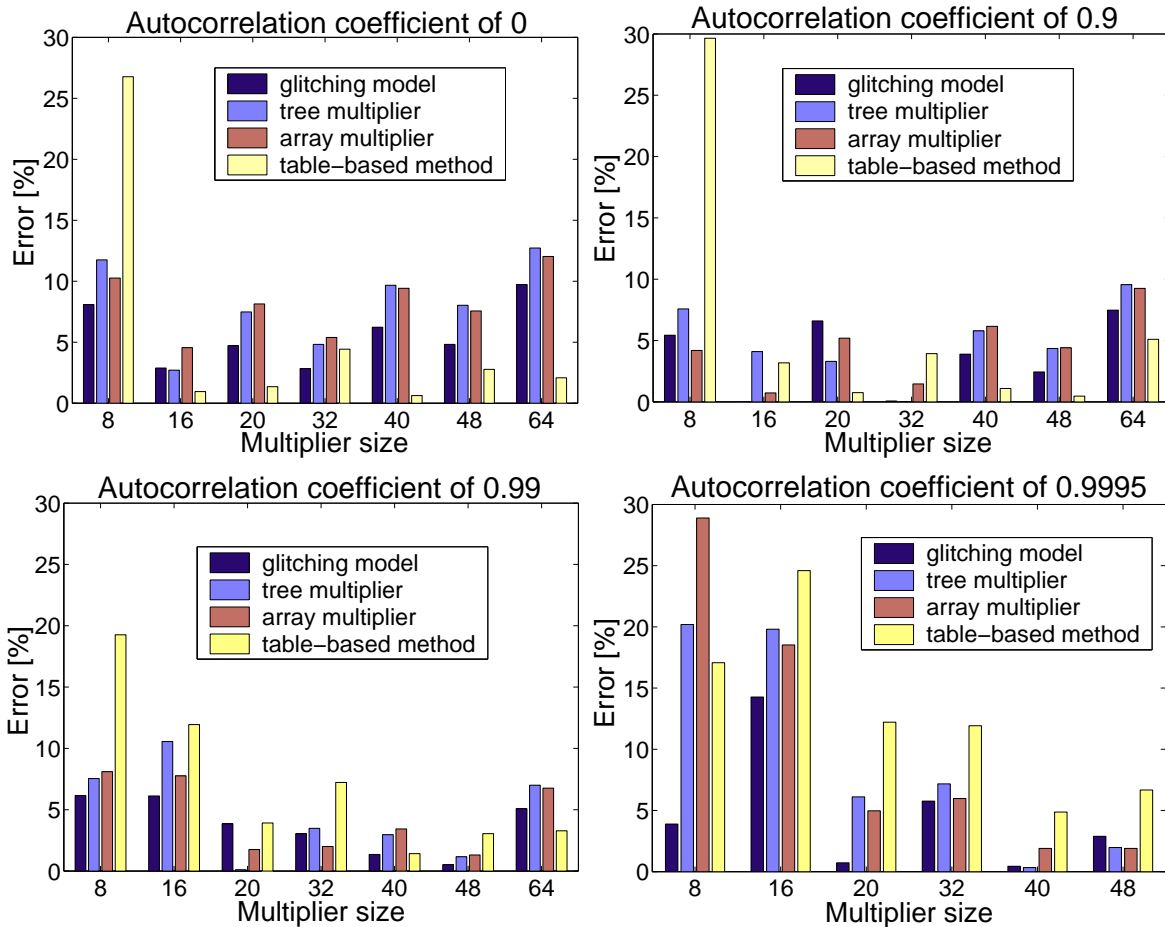 Autocorrelation coefficient of 0
30
25
20
15
10
5
0
Error [%]
glitching model
tree multiplier
array multiplier
table−based method
8 16 20 32 40 48 64
Multiplier size
Autocorrelation coefficient of 0.9
30
25
20
15
10
5
0
Error [%]
glitching model
tree multiplier
array multiplier
table−based method
8 16 20 32 40 48 64
Multiplier size
Autocorrelation coefficient of 0.99
30
25
20
15
10
5
0
Error [%]
glitching model
tree multiplier
array multiplier
table−based method
8 16 20 32 40 48 64
Multiplier size
Autocorrelation coefficient of 0.9995
30
25
20
15
10
5
0
Error [%]
glitching model
tree multiplier
array multiplier
table−based method
8 16 20 32 40 48
Multiplier size